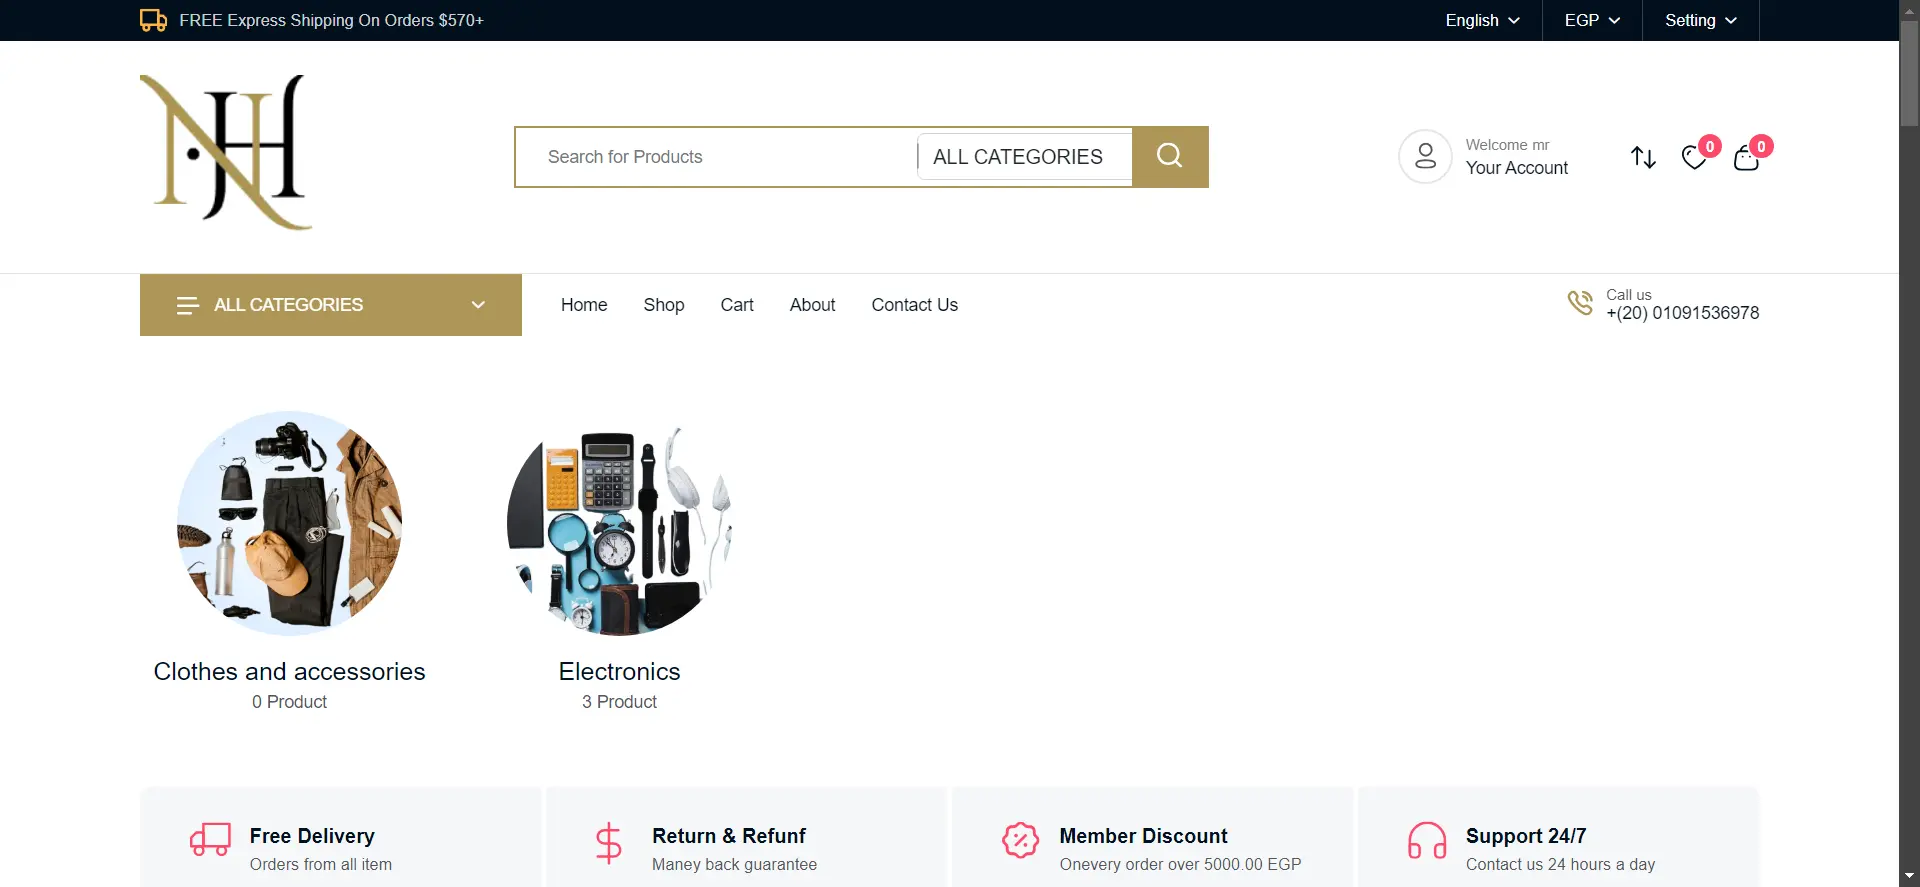 FREE Express Shipping On Orders $570+
English
EGP
Setting
NJH
Search for Products
ALL CATEGORIES
Welcome mr
Your Account
0
0
ALL CATEGORIES
Home
Shop
Cart
About
Contact Us
Call us
+(20) 01091536978
Clothes and accessories
0 Product
Electronics
3 Product
Free Delivery
Orders from all item
Return & Refunf
Maney back guarantee
Member Discount
Onevery order over 5000.00 EGP
Support 24/7
Contact us 24 hours a day